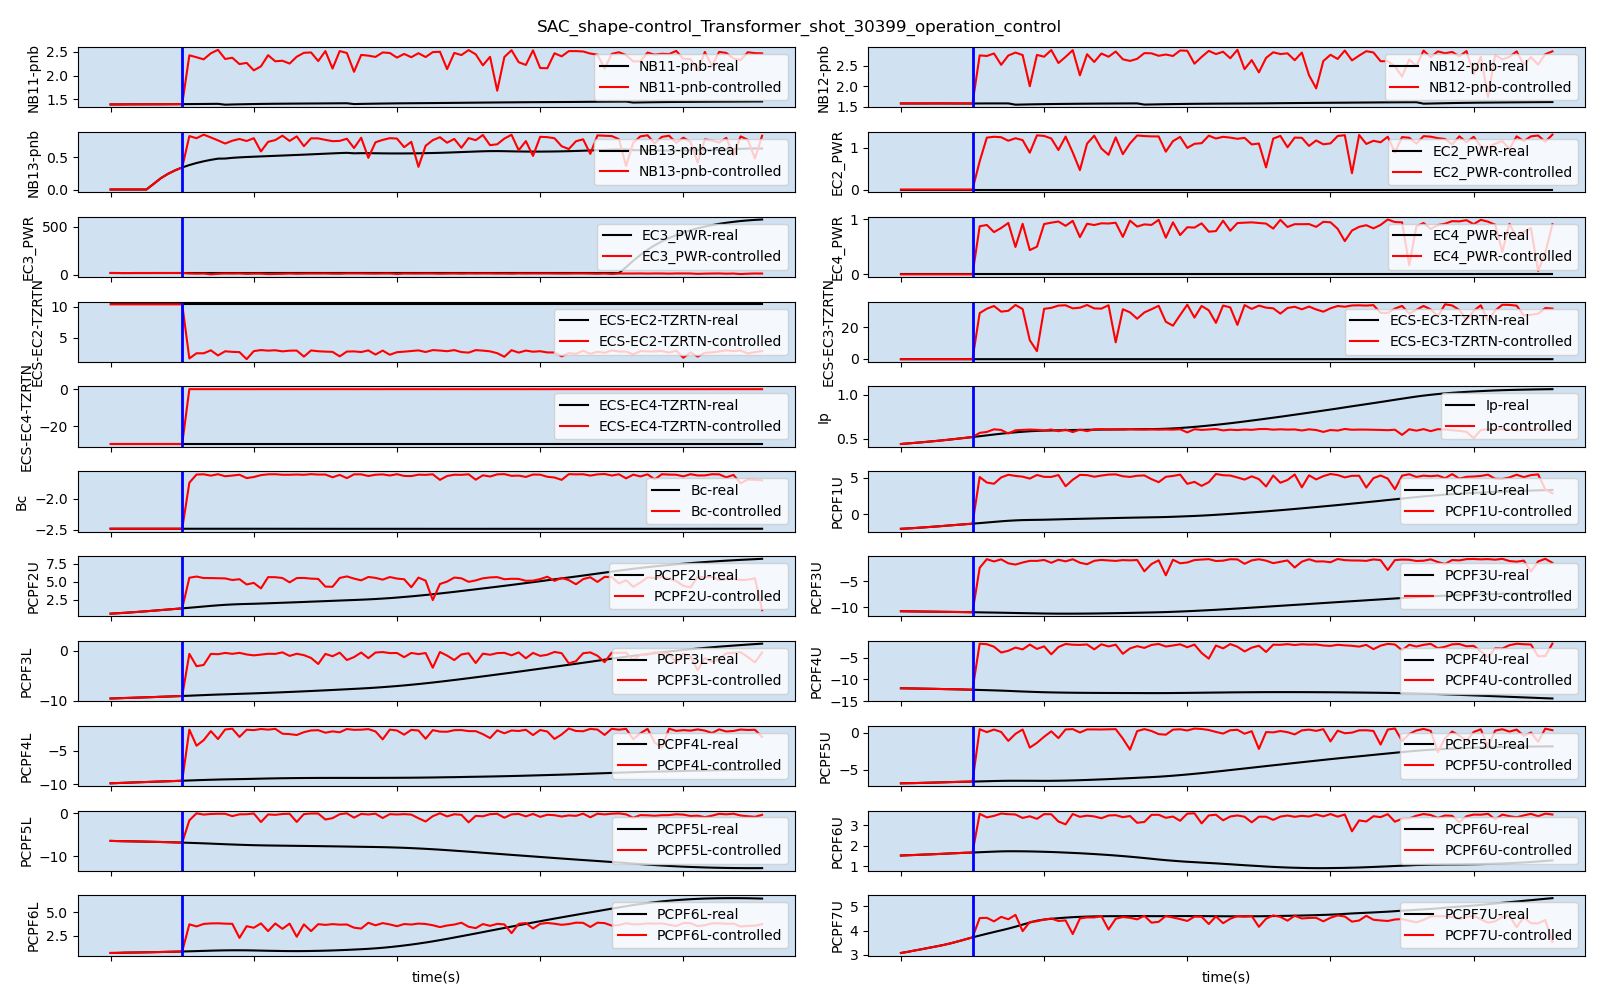 SAC_shape-control_Transformer_shot_30399_operation_control
NB11-pnb
2.5
2.0
1.5
NB11-pnb-real
NB11-pnb-controlled
NB12-pnb
2.5
2.0
1.5
NB12-pnb-real
NB12-pnb-controlled
NB13-pnb
0.5
0.0
NB13-pnb-real
NB13-pnb-controlled
EC2_PWR
1
0
EC2_PWR-real
EC2_PWR-controlled
EC3_PWR
500
0
EC3_PWR-real
EC3_PWR-controlled
EC4_PWR
1
0
EC4_PWR-real
EC4_PWR-controlled
ECS-EC2-TZRTN
10
5
ECS-EC2-TZRTN-real
ECS-EC2-TZRTN-controlled
ECS-EC3-TZRTN
20
0
ECS-EC3-TZRTN-real
ECS-EC3-TZRTN-controlled
ECS-EC4-TZRTN
0
−20
ECS-EC4-TZRTN-real
ECS-EC4-TZRTN-controlled
Ip
1.0
0.5
Ip-real
Ip-controlled
Bc
−2.0
−2.5
Bc-real
Bc-controlled
PCPF1U
5
0
PCPF1U-real
PCPF1U-controlled
PCPF2U
7.5
5.0
2.5
PCPF2U-real
PCPF2U-controlled
PCPF3U
−5
−10
PCPF3U-real
PCPF3U-controlled
PCPF3L
0
−10
PCPF3L-real
PCPF3L-controlled
PCPF4U
−5
−10
−15
PCPF4U-real
PCPF4U-controlled
PCPF4L
−5
−10
PCPF4L-real
PCPF4L-controlled
PCPF5U
0
−5
PCPF5U-real
PCPF5U-controlled
PCPF5L
0
−10
PCPF5L-real
PCPF5L-controlled
PCPF6U
3
2
1
PCPF6U-real
PCPF6U-controlled
PCPF6L
5.0
2.5
PCPF6L-real
PCPF6L-controlled
time(s)
PCPF7U
5
4
3
PCPF7U-real
PCPF7U-controlled
time(s)